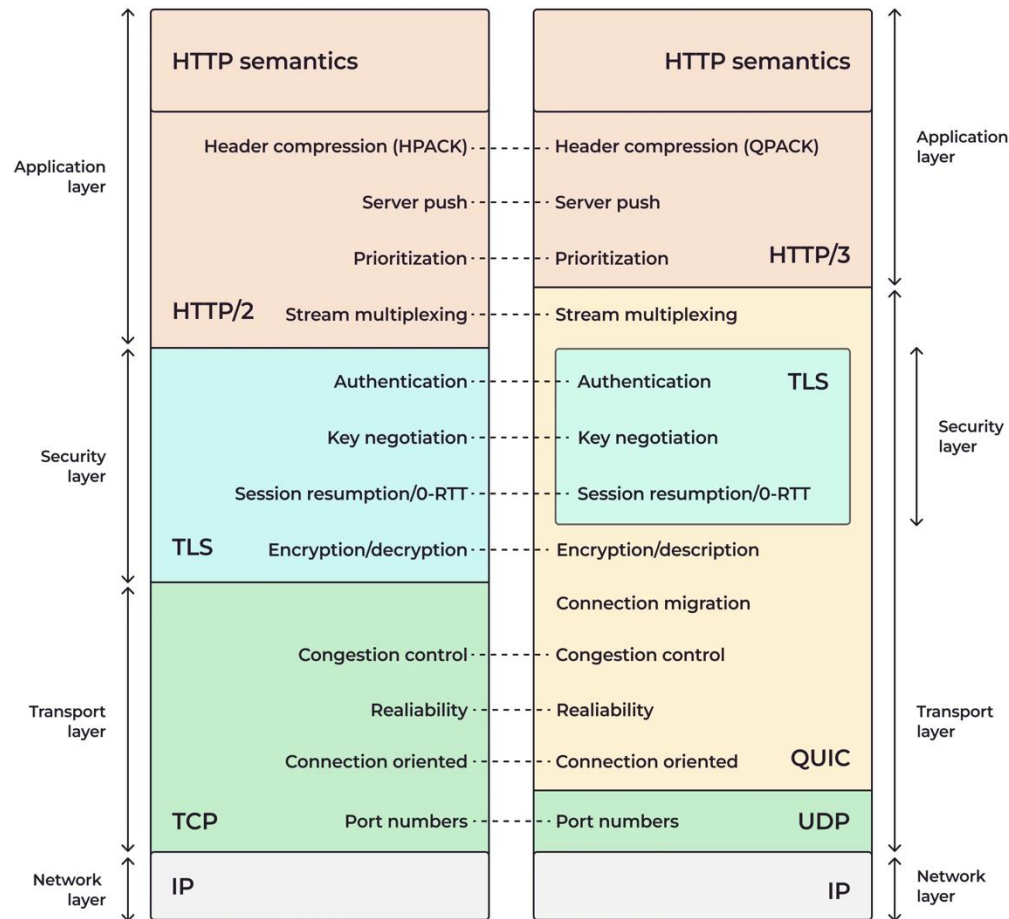 HTTP semantics
HTTP semantics
Header compression (HPACK)
Header compression (QPACK)
Application
layer
Application
layer
Server push
Server push
Prioritization
Prioritization
HTTP/3
HTTP/2
Stream multiplexing
Stream multiplexing
Authentication
Authentication
TLS
Key negotiation
Key negotiation
Security
layer
Security
layer
Session resumption/0-RTT
Session resumption/0-RTT
TLS
Encryption/decryption
Encryption/description
Connection migration
Congestion control
Congestion control
Realiability
Realiability
Transport
layer
Transport
layer
Connection oriented
Connection oriented
QUIC
TCP
Port numbers
Port numbers
UDP
Network
layer
IP
IP
Network
layer